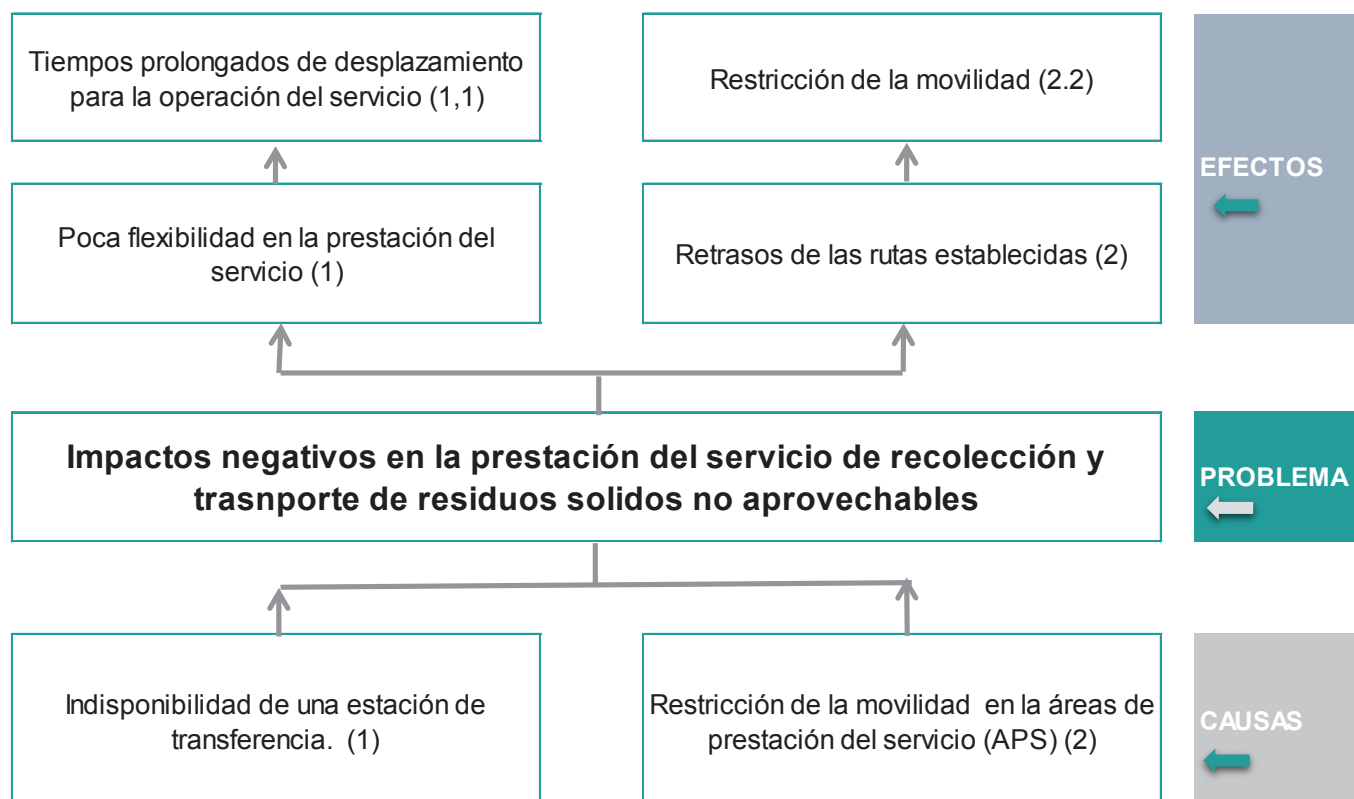 Tiempos prolongados de desplazamiento
para la operación del servicio (1,1)
Restricción de la movilidad (2.2)
EFECTOS
Poca flexibilidad en la prestación del
servicio (1)
Retrasos de las rutas establecidas (2)
Impactos negativos en la prestación del servicio de recolección y
trasnporte de residuos solidos no aprovechables
PROBLEMA
Indisponibilidad de una estación de
transferencia. (1)
Restricción de la movilidad en la áreas de
prestación del servicio (APS) (2)
CAUSAS